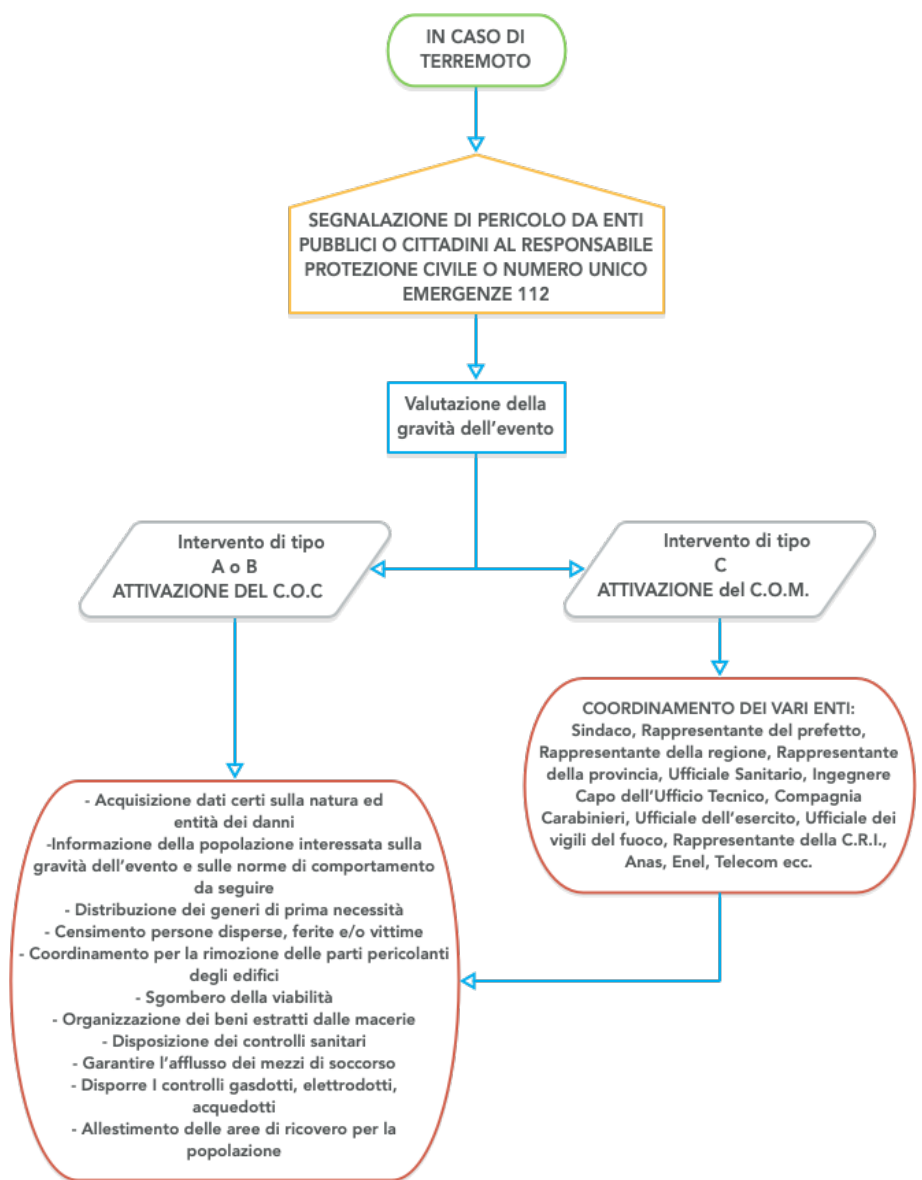 IN CASO DI
TERREMOTO
SEGNALAZIONE DI PERICOLO DA ENTI
PUBBLICI O CITTADINI AL RESPONSABILE
PROTEZIONE CIVILE O NUMERO UNICO
EMERGENZE 112
Valutazione della
gravità dell'evento
Intervento di tipo
A o B
ATTIVAZIONE DEL C.O.C
Intervento di tipo
C
ATTIVAZIONE del C.O.M.
COORDINAMENTO DEI VARI ENTI:
Sindaco, Rappresentante del prefetto,
Rappresentante della regione, Rappresentante
della provincia, Ufficiale Sanitario, Ingegnere
Capo dell'Ufficio Tecnico, Compagnia
Carabinieri, Ufficiale dell'esercito, Ufficiale dei
vigili del fuoco, Rappresentante della C.R.I.,
Anas, Enel, Telecom ecc.
- Acquisizione dati certi sulla natura ed
entità dei danni
-Informazione della popolazione interessata sulla
gravità dell'evento e sulle norme di comportamento
da seguire
- Distribuzione dei generi di prima necessità
- Censimento persone disperse, ferite e/o vittime
- Coordinamento per la rimozione delle parti pericolanti
degli edifici
- Sgombero della viabilità
- Organizzazione dei beni estratti dalle macerie
- Disposizione dei controlli sanitari
- Garantire l'afflusso dei mezzi di soccorso
- Disporre I controlli gasdotti, elettrodotti,
acquedotti
- Allestimento delle aree di ricovero per la
popolazione